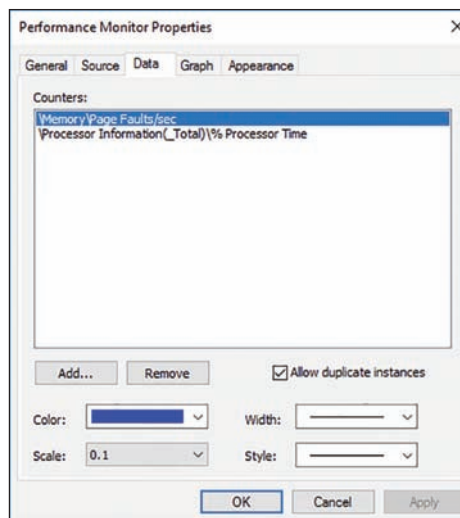 Performance Monitor Properties
General Source Data Graph Appearance
Counters:
\Memory\Page Faults/sec
\Processor Information(_Total)\% Processor Time
Add... Remove Allow duplicate instances
Color: Width:
Scale: 0.1 Style:
OK Cancel Apply